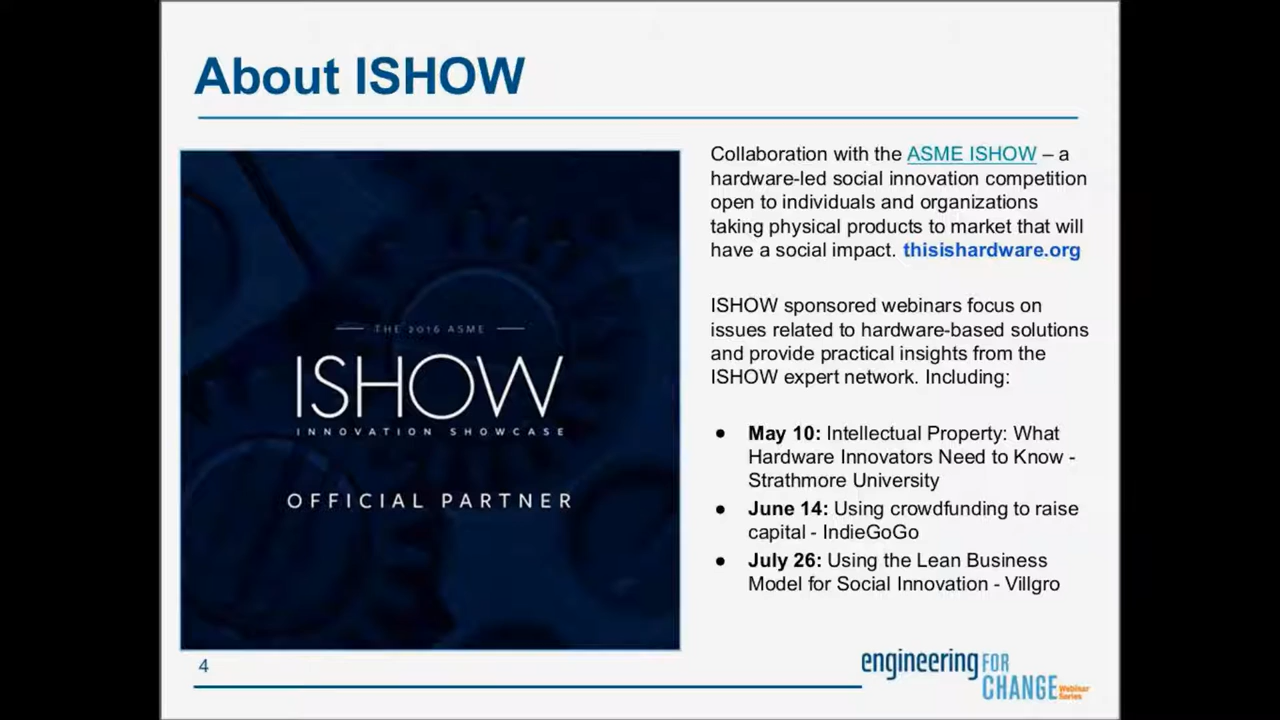 About ISHOW
THE 2016 ASME
ISHOW
INNOVATION SHOWCASE
OFFICIAL PARTNER
Collaboration with the ASME ISHOW – a
hardware-led social innovation competition
open to individuals and organizations
taking physical products to market that will
have a social impact. thisishardware.org
ISHOW sponsored webinars focus on
issues related to hardware-based solutions
and provide practical insights from the
ISHOW expert network. Including:
● May 10: Intellectual Property: What
Hardware Innovators Need to Know -
Strathmore University
● June 14: Using crowdfunding to raise
capital - IndieGoGo
● July 26: Using the Lean Business
Model for Social Innovation - Villgro
4
engineering FOR
CHANGE Webinar
Series